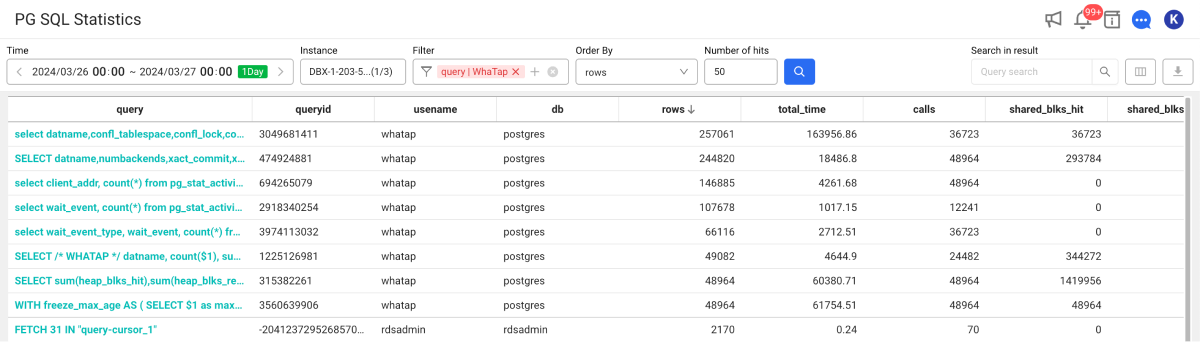 PG SQL Statistics
99+
K
Time
Instance
Filter
Order By
Number of hits
Search in result
2024/03/26 00:00 ~ 2024/03/27 00:00 1Day
DBX-1-203-5...(1/3)
query | WhaTap
rows
50
Query search
query queryid usename db rows total_time calls shared_blks_hit shared_blks
select datname,confl_tablespace,confl_lock,co... 3049681411 whatap postgres 257061 163956.86 36723 36723
SELECT datname,numbackends,xact_commit,x... 474924881 whatap postgres 244820 18486.8 48964 293784
select client_addr, count(*) from pg_stat_activi... 694265079 whatap postgres 146885 4261.68 48964 0
select wait_event, count(*) from pg_stat_activi... 2918340254 whatap postgres 107678 1017.15 12241 0
select wait_event_type, wait_event, count(*) fr... 3974113032 whatap postgres 66116 2712.51 36723 0
SELECT /* WHATAP */ datname, count($1), su... 1225126981 whatap postgres 49082 4644.9 24482 344272
SELECT sum(heap_blks_hit),sum(heap_blks_re... 315382261 whatap postgres 48964 60380.71 48964 1419956
WITH freeze_max_age AS ( SELECT $1 as max... 3560639906 whatap postgres 48964 61754.51 48964 48964
FETCH 31 IN "query-cursor_1" -2041237295268570... rdsadmin rdsadmin 2170 0.24 70 0